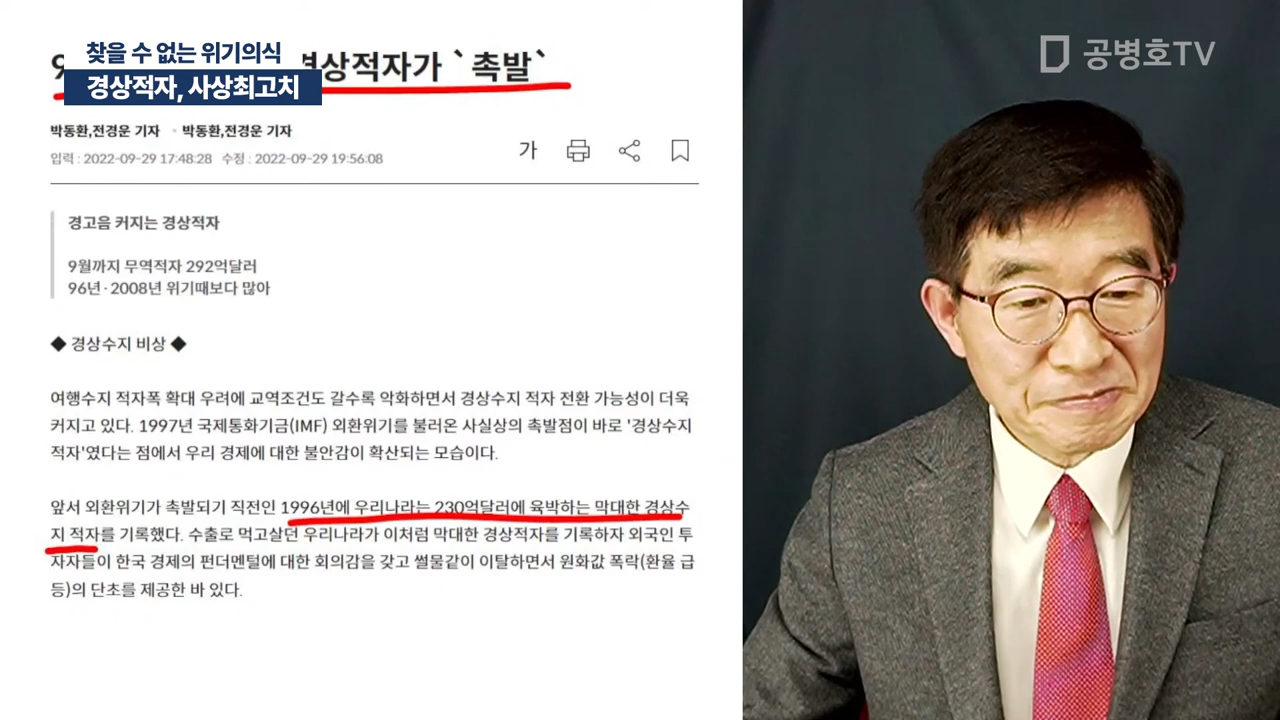 찾을 수 없는 위기의식
경상적자, 사상최고치
경상적자가 `촉발`
공병호TV
박동환,전경운 기자 • 박동환,전경운 기자
입력 : 2022-09-29 17:48:28 수정 : 2022-09-29 19:56:08
가
경고음 커지는 경상적자
9월까지 무역적자 292억달러
96년·2008년 위기때보다 많아
◆ 경상수지 비상 ◆
여행수지 적자폭 확대 우려에 교역조건도 갈수록 악화하면서 경상수지 적자 전환 가능성이 더욱
커지고 있다. 1997년 국제통화기금(IMF) 외환위기를 불러온 사실상의 촉발점이 바로 '경상수지
적자'였다는 점에서 우리 경제에 대한 불안감이 확산되는 모습이다.
앞서 외환위기가 촉발되기 직전인 1996년에 우리나라는 230억달러에 육박하는 막대한 경상수
지 적자를 기록했다. 수출로 먹고살던 우리나라가 이처럼 막대한 경상적자를 기록하자 외국인 투
자자들이 한국 경제의 펀더멘털에 대한 회의감을 갖고 썰물같이 이탈하면서 원화값 폭락(환율 급
등)의 단초를 제공한 바 있다.